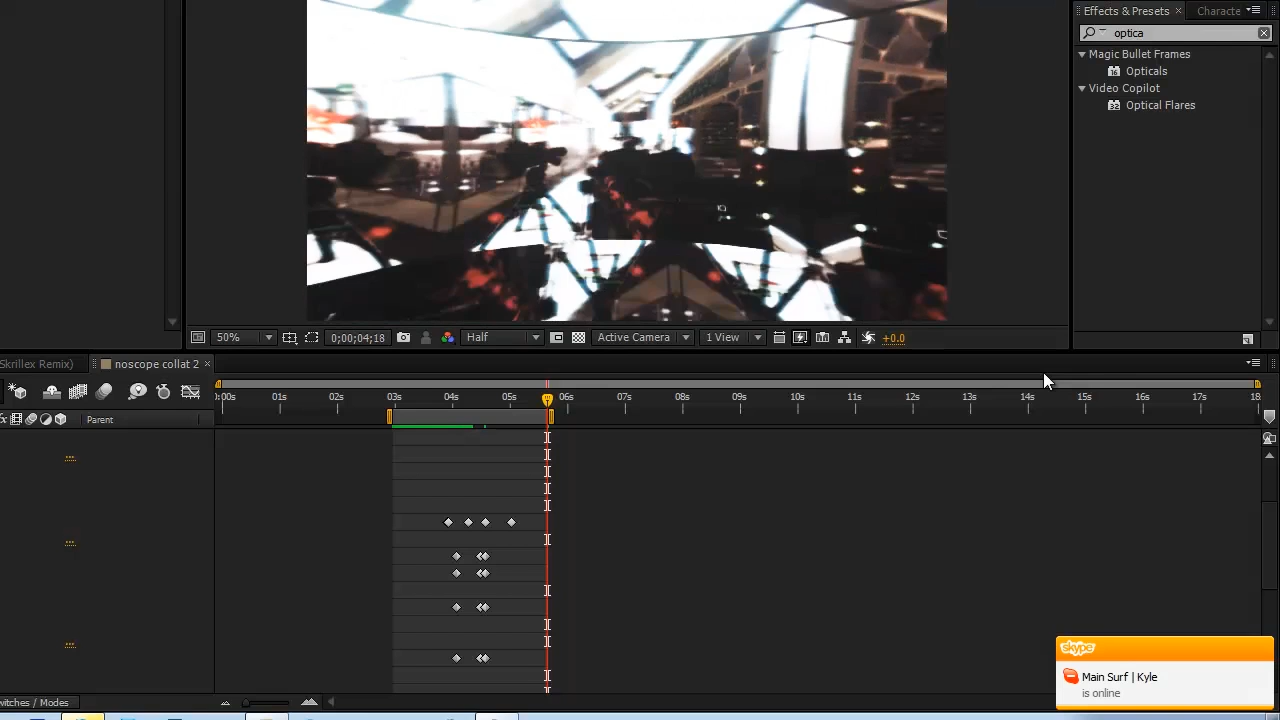 Effects & Presets × Characte
optica
Magic Bullet Frames
Opticals
Video Copilot
Optical Flares
50% 0;00;04;18 Half Active Camera 1 View +0.0
Skrillex Remix) noscope collat 2 ×
):00s 01s 02s 03s 04s 05s 06s 07s 08s 09s 10s 11s 12s 13s 14s 15s 16s 17s 18
Parent
skype
Main Surf | Kyle
is online
witches / Modes